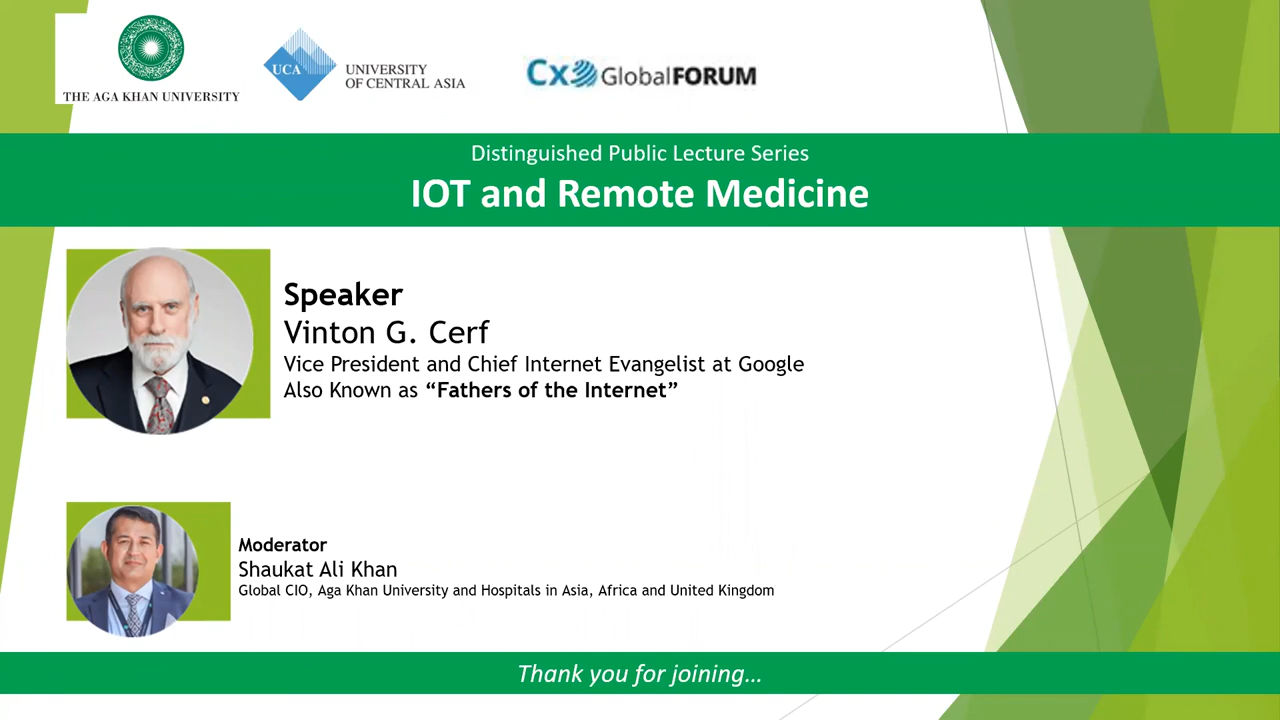 THE AGA KHAN UNIVERSITY
UCA
UNIVERSITY
OF CENTRAL ASIA
CxO GlobalFORUM
Distinguished Public Lecture Series
IOT and Remote Medicine
Speaker
Vinton G. Cerf
Vice President and Chief Internet Evangelist at Google
Also Known as “Fathers of the Internet”
Moderator
Shaukat Ali Khan
Global CIO, Aga Khan University and Hospitals in Asia, Africa and United Kingdom
Thank you for joining...